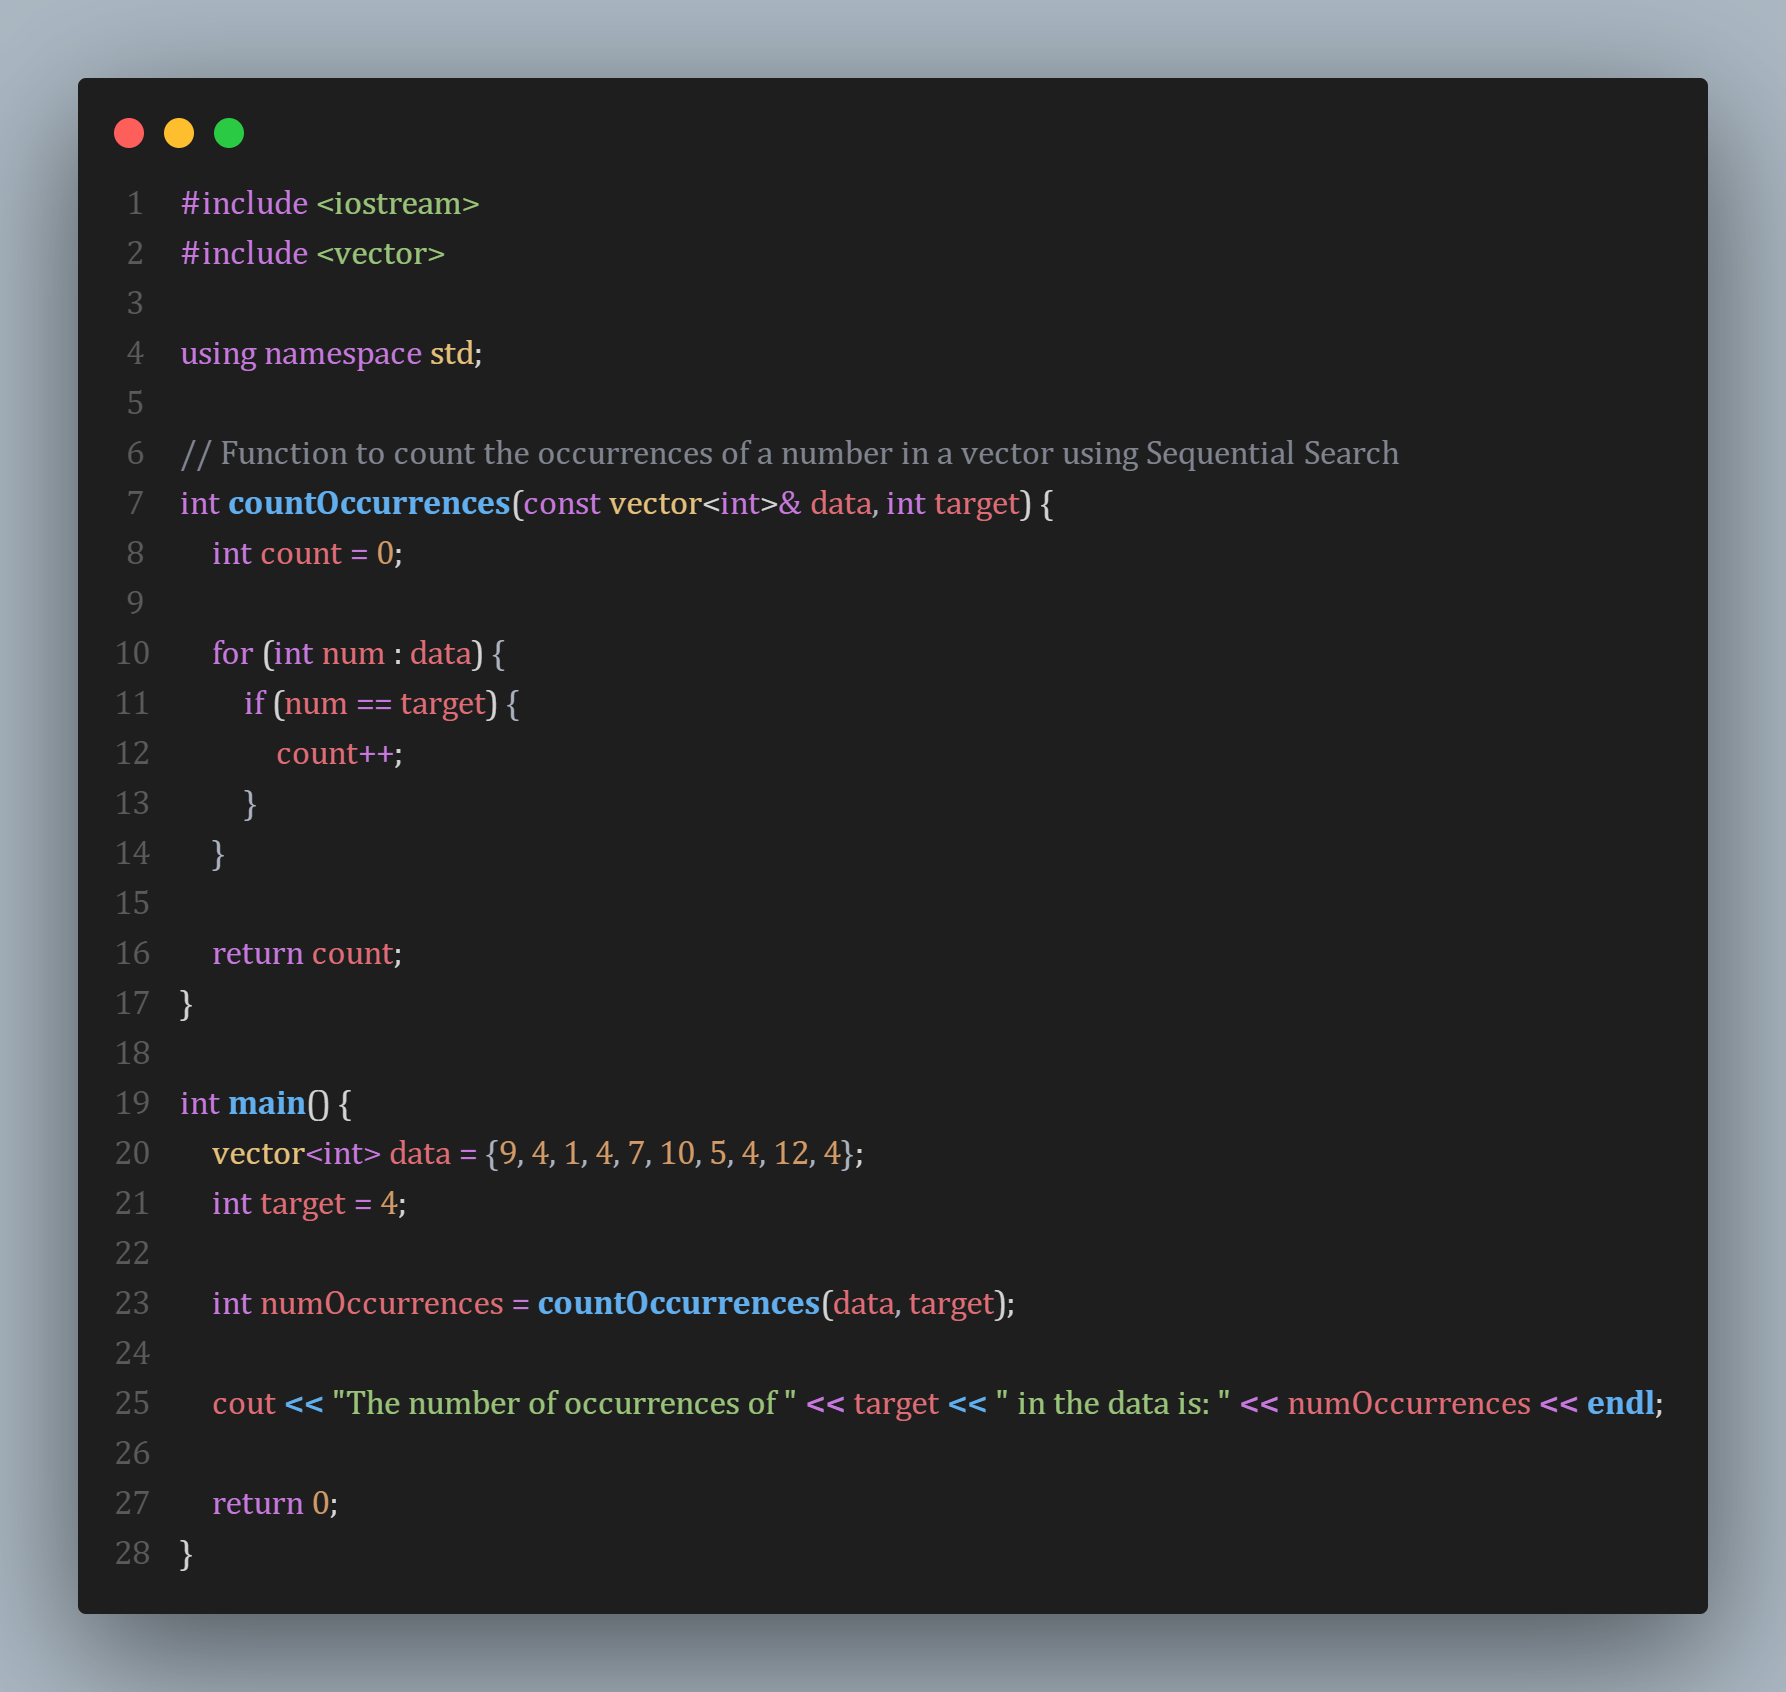 1 #include <iostream>
2 #include <vector>
3
4 using namespace std;
5
6 // Function to count the occurrences of a number in a vector using Sequential Search
7 int countOccurrences(const vector<int>& data, int target) {
8     int count = 0;
9
10     for (int num : data) {
11         if (num == target) {
12             count++;
13         }
14     }
15
16     return count;
17 }
18
19 int main() {
20     vector<int> data = {9, 4, 1, 4, 7, 10, 5, 4, 12, 4};
21     int target = 4;
22
23     int numOccurrences = countOccurrences(data, target);
24
25     cout << "The number of occurrences of " << target << " in the data is: " << numOccurrences << endl;
26
27     return 0;
28 }